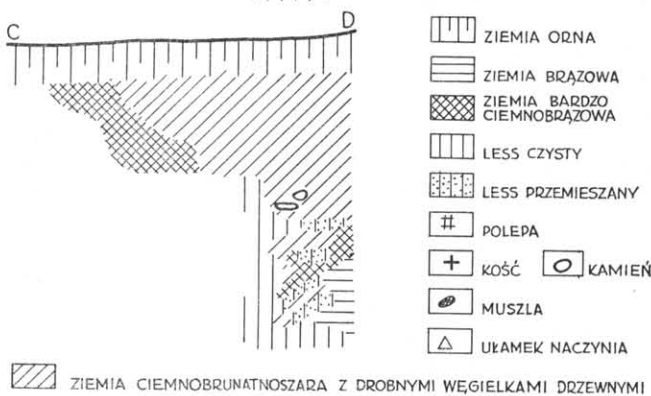 C D
ZIEMIA ORNA
ZIEMIA BRĄZOWA
ZIEMIA BARDZO
CIEMNOBRĄZOWA
LESS CZYSTY
LESS PRZEMIESZANY
POLEPA
KOŚĆ KAMIEŃ
MUSZLA
UŁAMEK NACZYNIA
ZIEMIA CIEMNOBRUNATNOSZARA Z DROBNYMI WĘGIELKAMI DRZEWNYMI